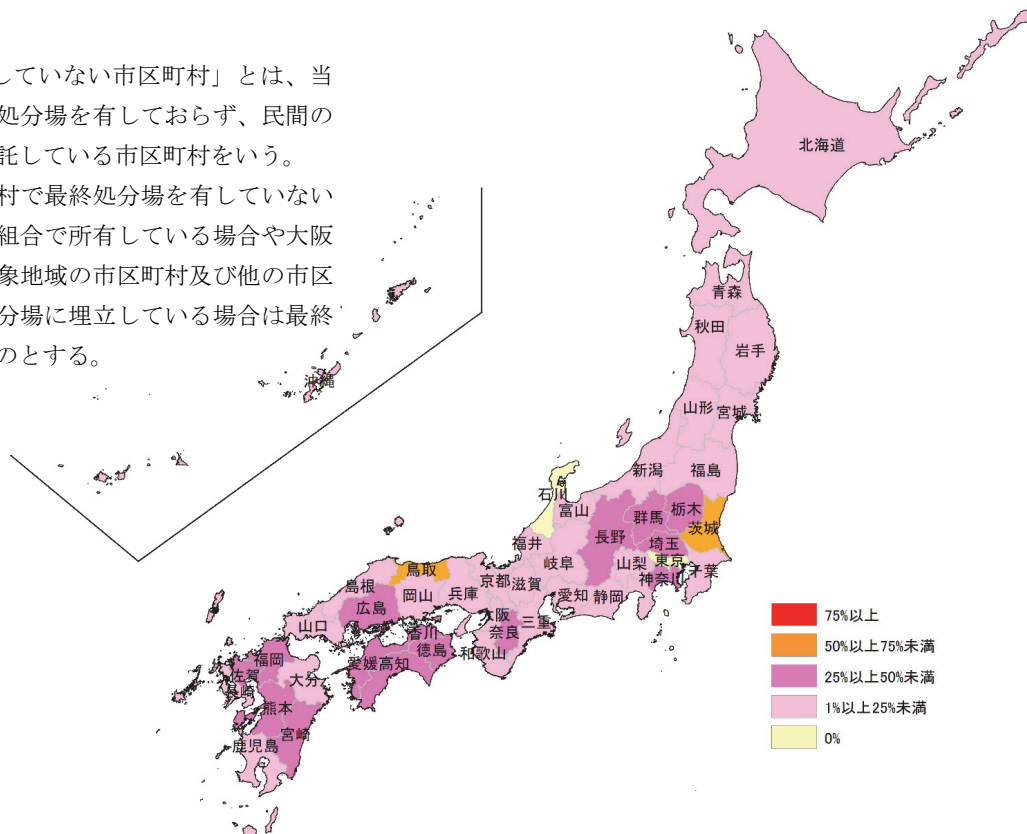 していない市区町村」とは、当
処分場を有しておらず、民間の
託している市区町村をいう。
村で最終処分場を有していない
組合で所有している場合や大阪
象地域の市区町村及び他の市区
分場に埋立している場合は最終
のとする。
北海道
青森
秋田
岩手
山形
宮城
新潟
福島
石川
富山
栃木
群馬
茨城
長野
埼玉
福井
岐阜
山梨
東京
千葉
神奈川
鳥取
島根
京都
滋賀
愛知
静岡
岡山
兵庫
広島
大阪
三重
奈良
山口
香川
徳島
和歌山
愛媛
高知
福岡
佐賀
大分
長崎
熊本
宮崎
鹿児島
沖縄
75%以上
50%以上75%未満
25%以上50%未満
1%以上25%未満
0%